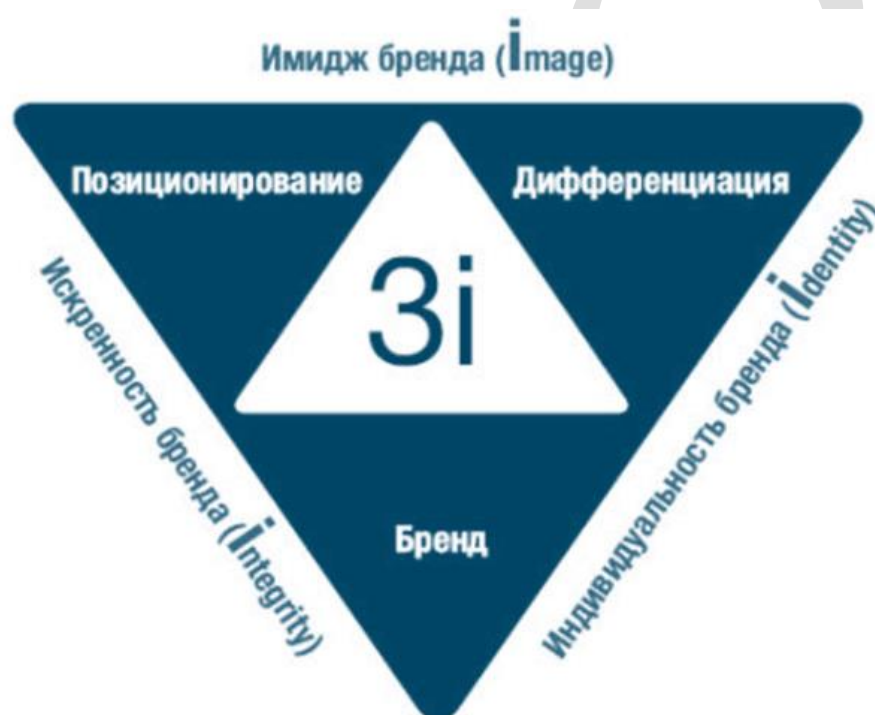 Имидж бренда (image)
Позиционирование
Дифференциация
3i
Искренность бренда (integrity)
Индивидуальность бренда (identity)
Бренд